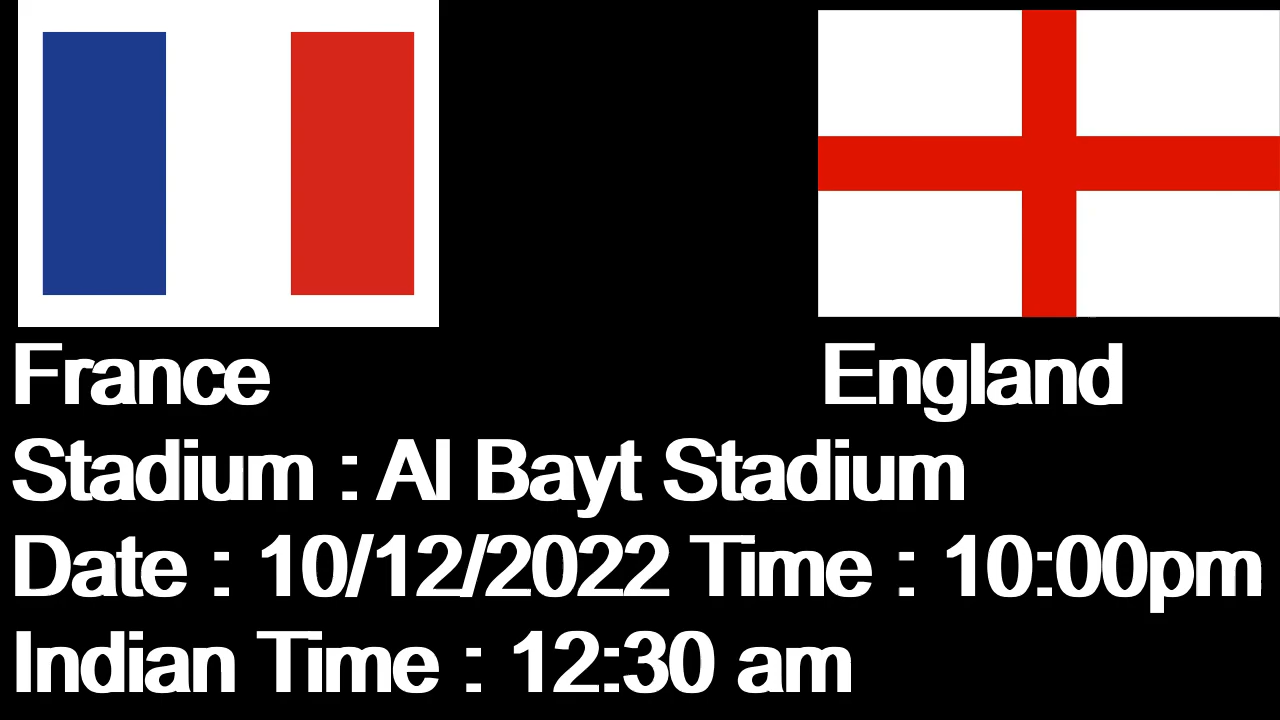 France England
Stadium : Al Bayt Stadium
Date : 10/12/2022 Time : 10:00pm
Indian Time : 12:30 am